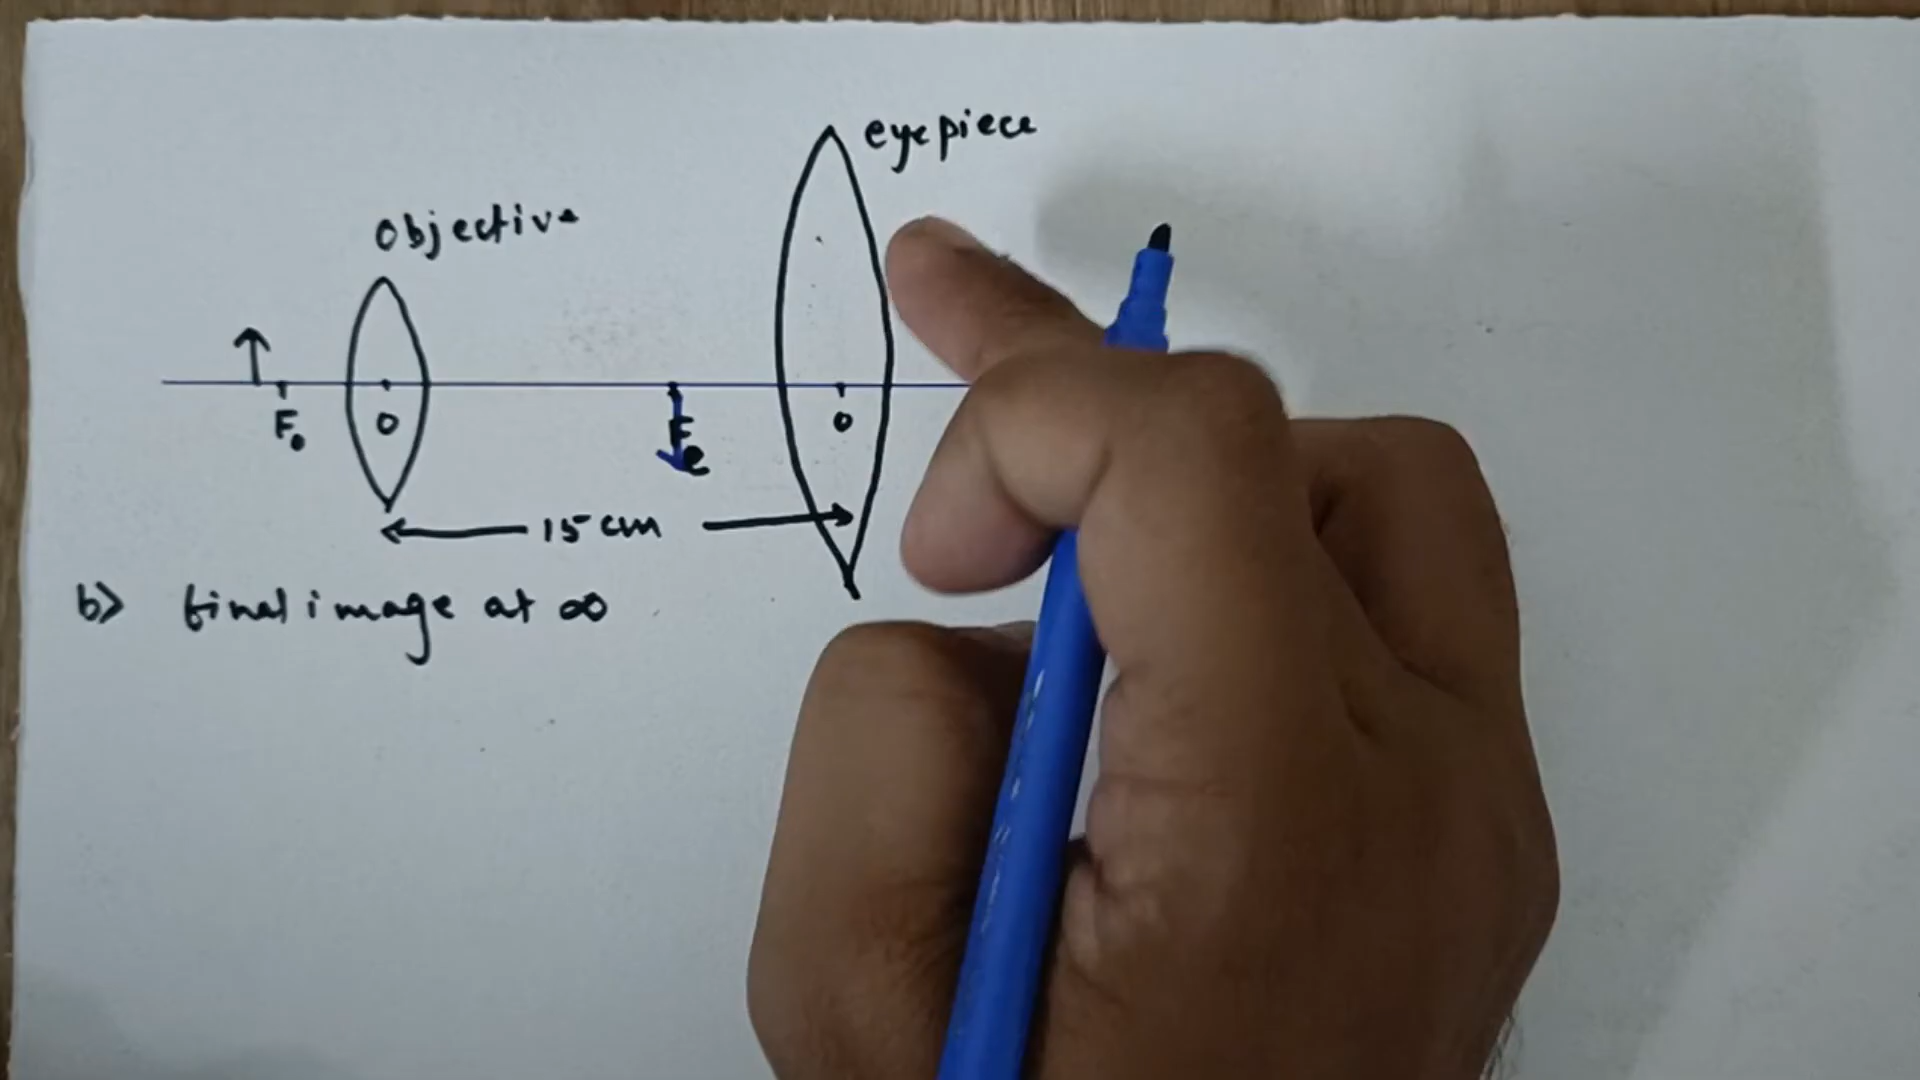 eyepiece
Objective
F₀ O Fe O
15 cm
b) final image at ∞